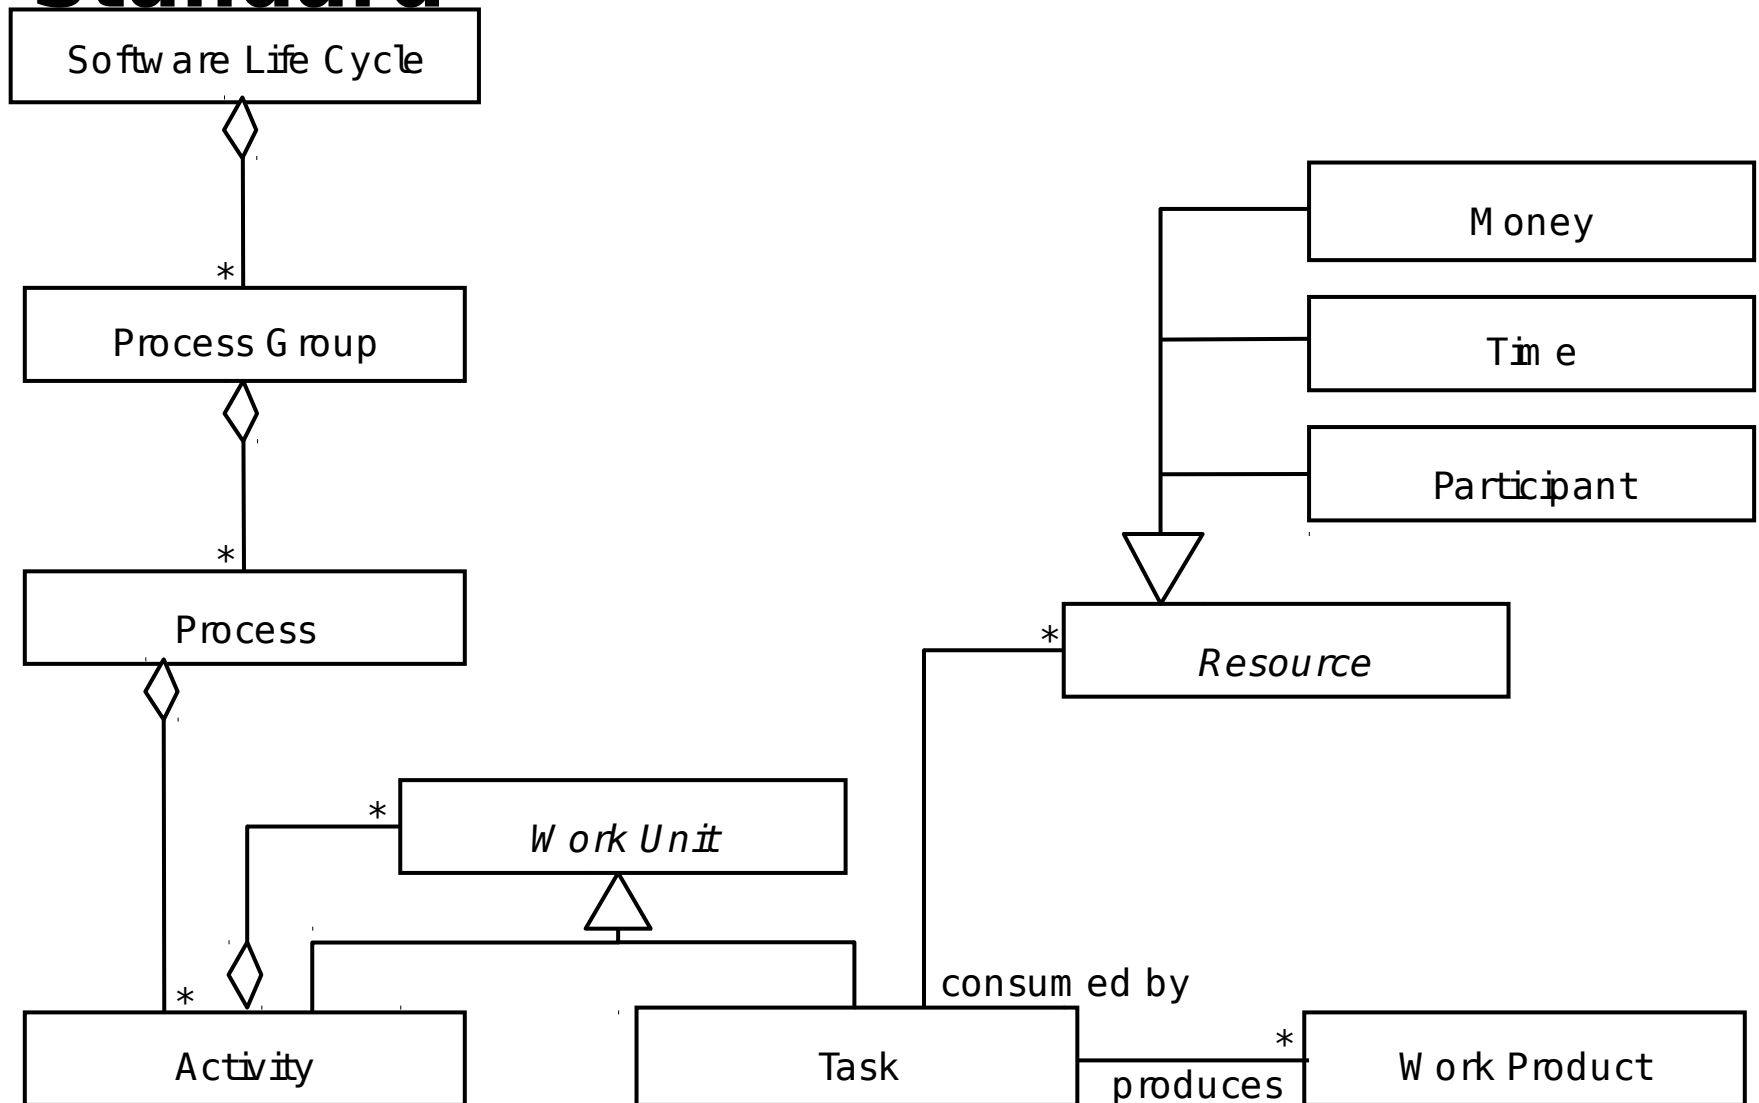 Software Life Cycle
*
Process Group
*
Process
*
Work Unit
*
Activity
Money
Time
Participant
*
Resource
consumed by
Task
*
produces
Work Product